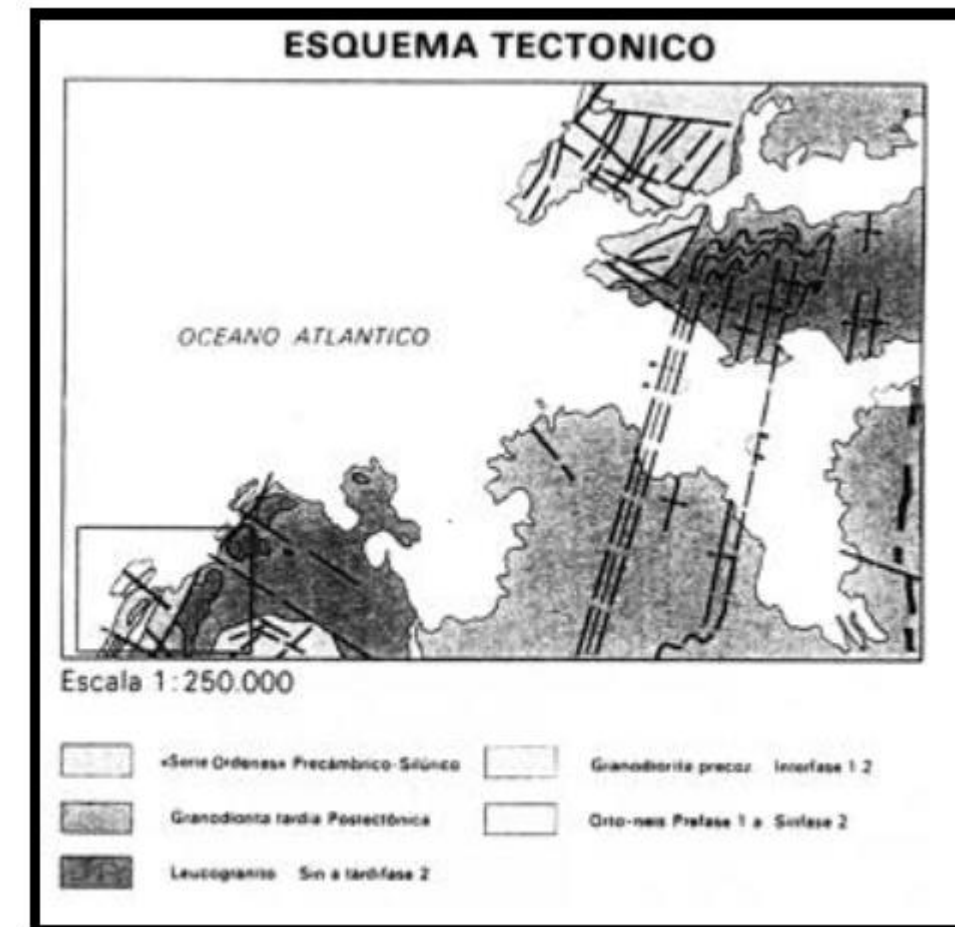 ESQUEMA TECTONICO
OCEANO ATLANTICO
Escala 1:250.000
«Serie Ordenes» Precámbrico-Silúrico
Granodiorita precoz Interfase 1-2
Granodiorita tardia Postectónica
Orto-neis Prefase 1 a Sinfase 2
Leucogranito Sin a tardifase 2